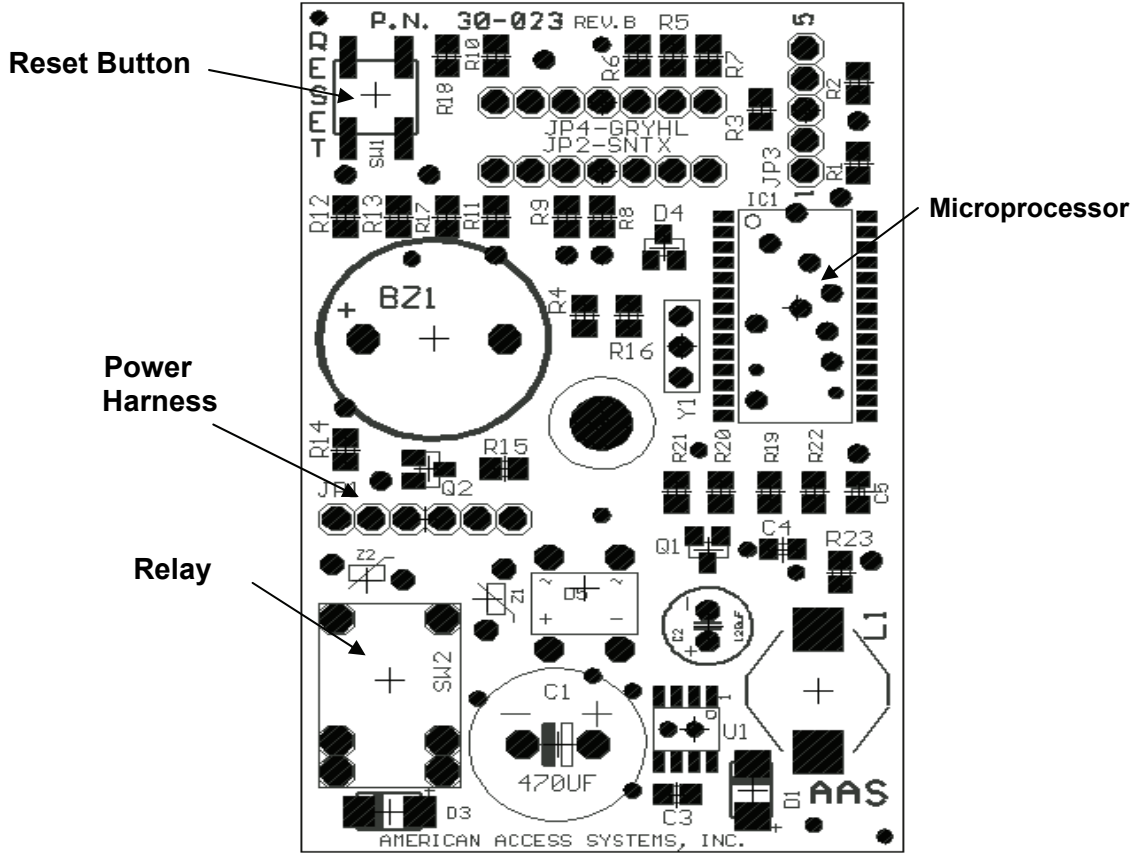 P.N. 30-023 REV.B
RESET
Reset Button
SW1
R18
R10
R6
R5
R7
5
R2
R3
JP4-GRYHL
JP2-SNTX
JP3
R1
1
R12
R13
R17
R11
R9
R8
D4
IC1
Microprocessor
+
BZ1
R4
R16
Y1
Power
Harness
R14
R15
R21
R20
R19
R22
C5
JP1
Q2
Q1
C4
R23
Relay
Z2
Z1
~ ~
D5
+ -
-
C2
+
L1
SW2
C1
- +
470UF
1
U1
C3
D1
+
AAS
+
D3
AMERICAN ACCESS SYSTEMS, INC.